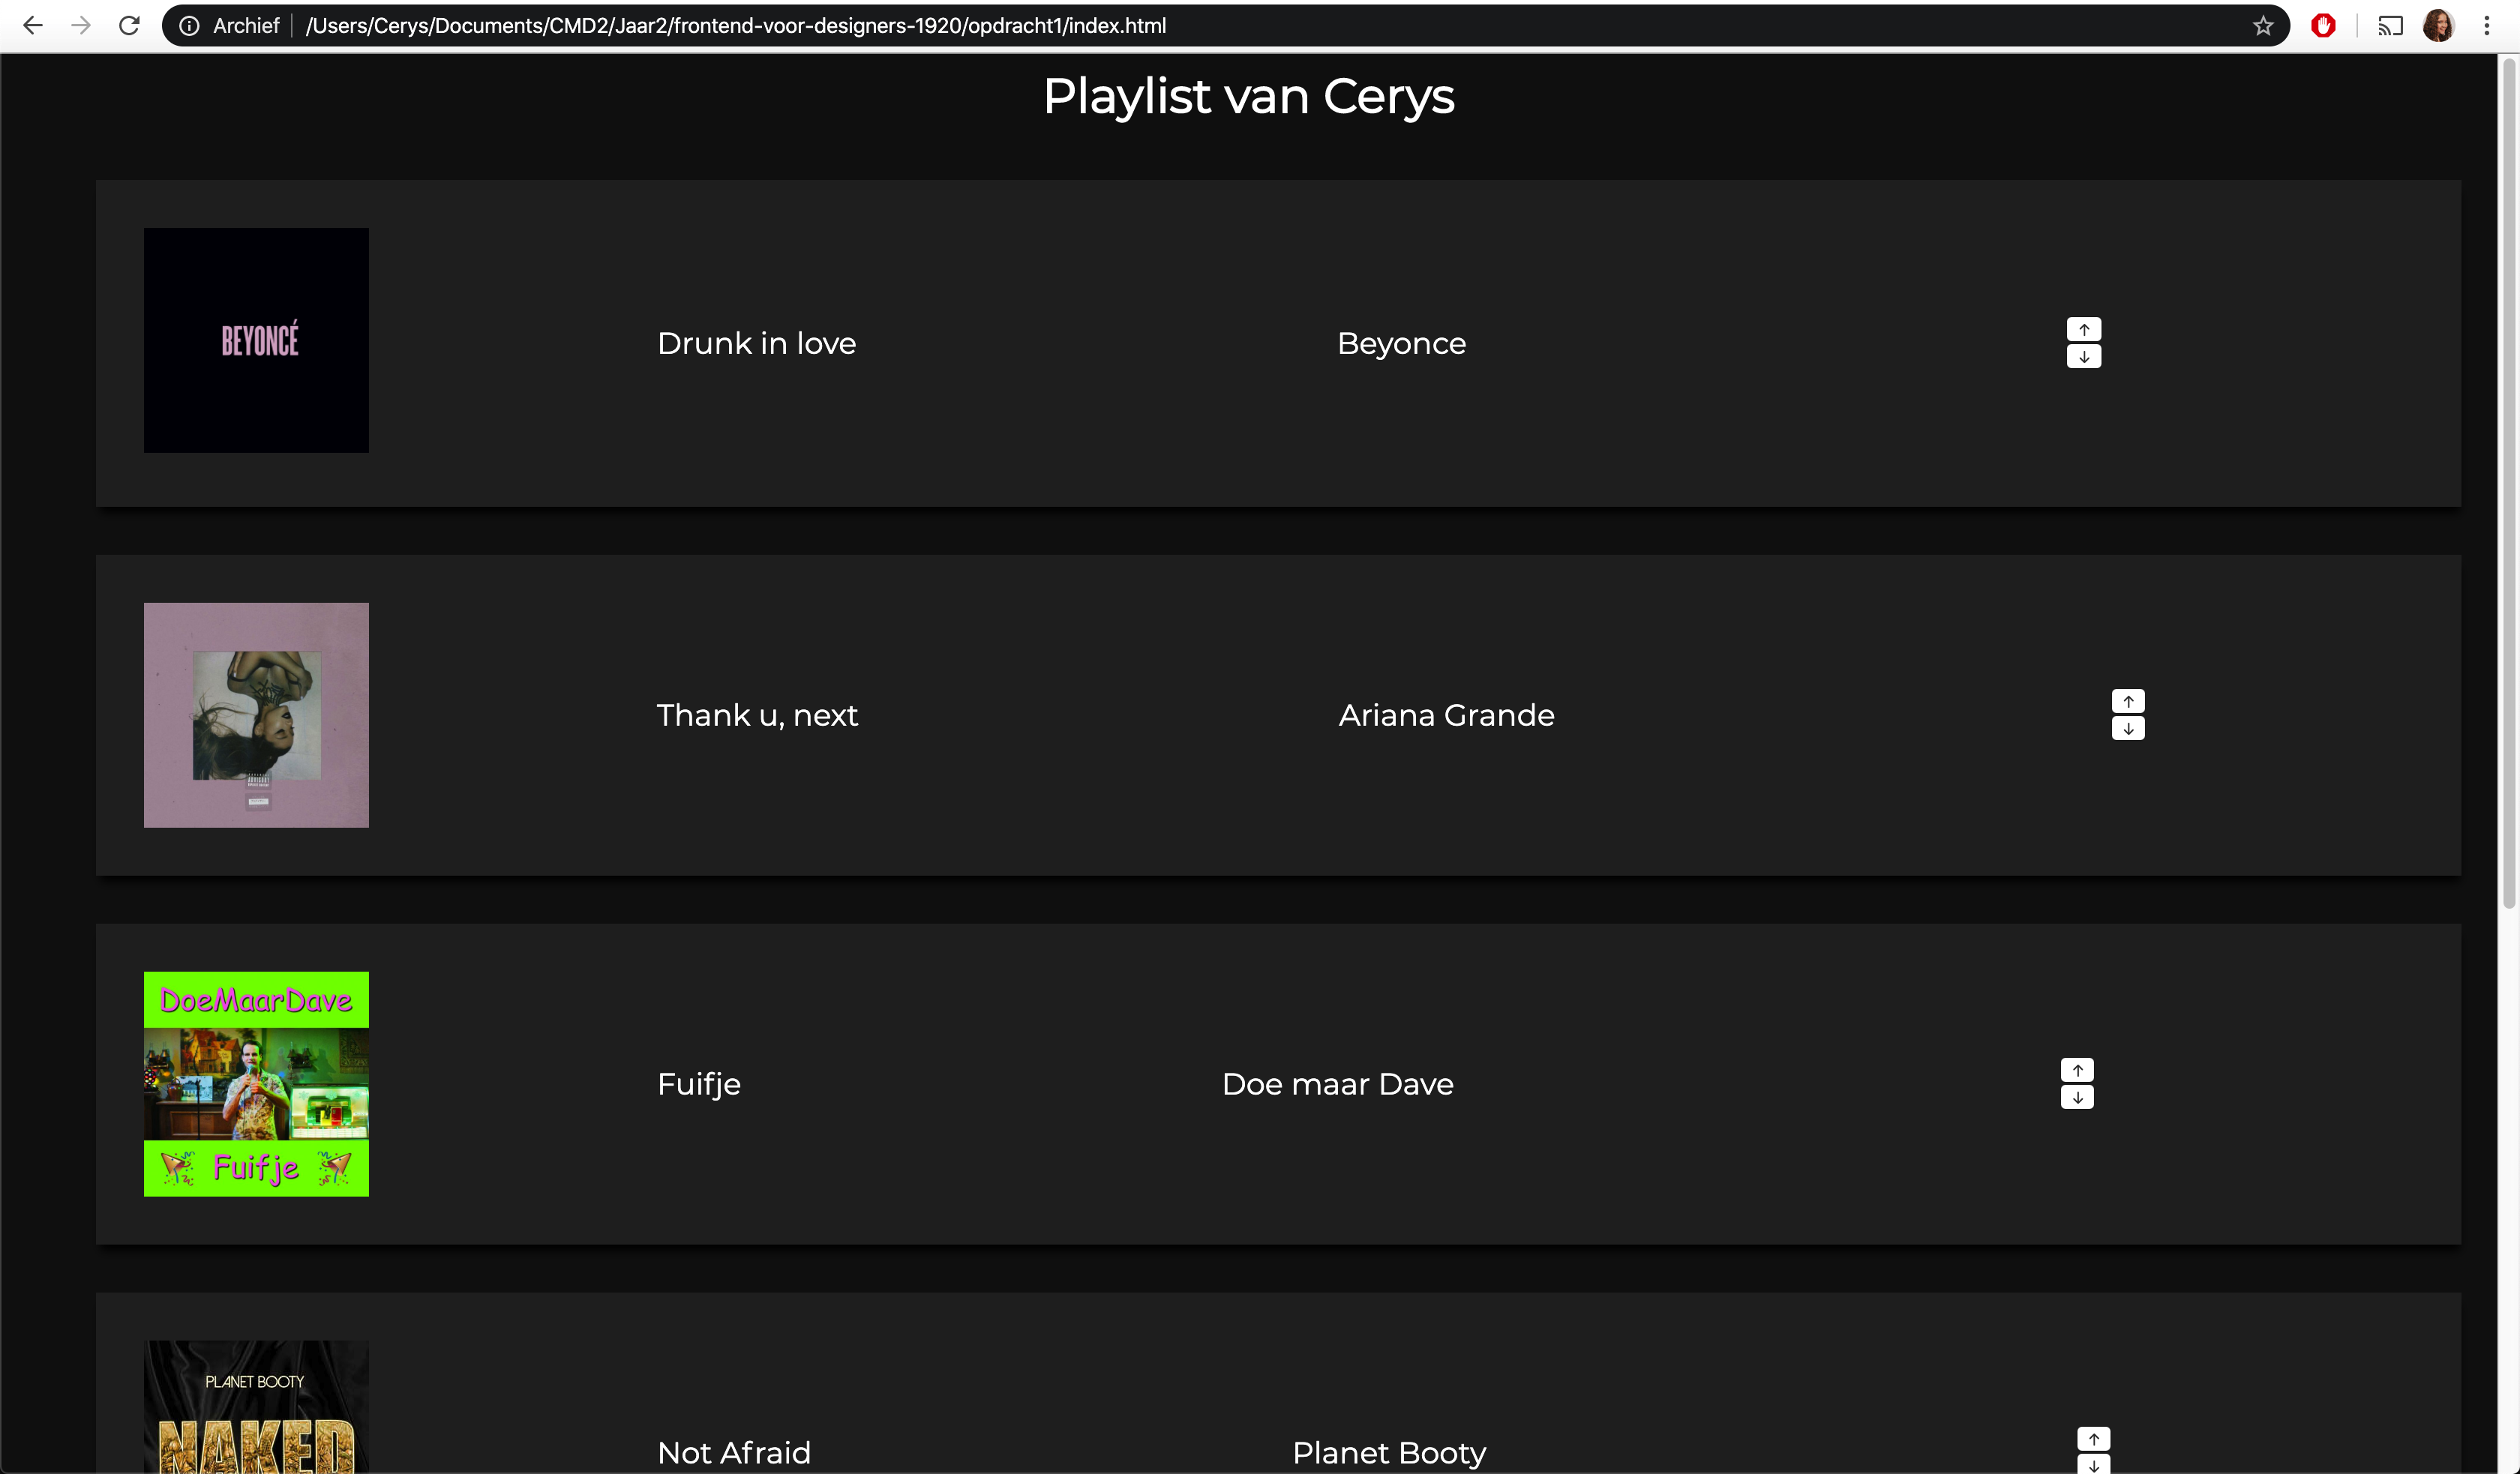 Archief /Users/Cerys/Documents/CMD2/Jaar2/frontend-voor-designers-1920/opdracht1/index.html
Playlist van Cerys
BEYONCÉ
Drunk in love
Beyonce
↑
↓
Thank u, next
Ariana Grande
↑
↓
DoeMaarDave
Fuifje
Fuifje
Doe maar Dave
↑
↓
PLANET BOOTY
NAKED
Not Afraid
Planet Booty
↑
↓